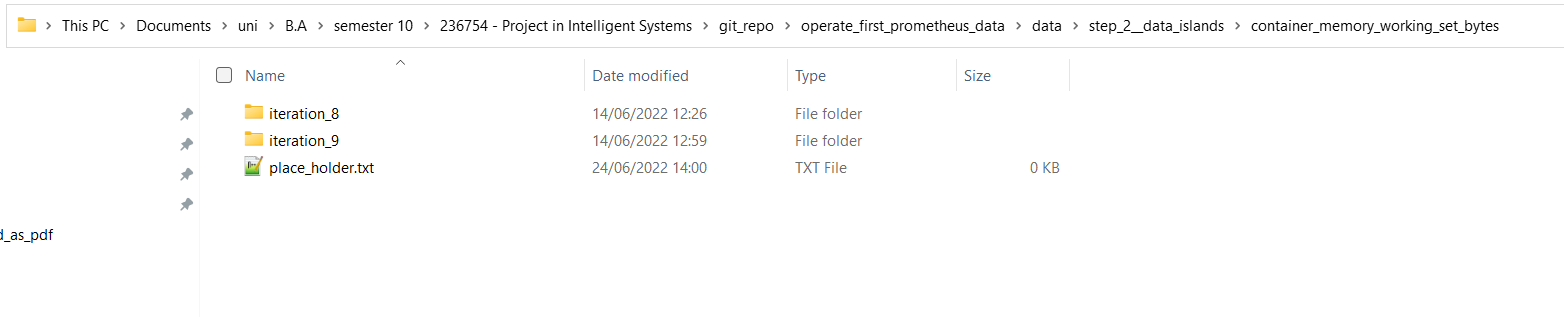 This PC > Documents > uni > B.A > semester 10 > 236754 - Project in Intelligent Systems > git_repo > operate_first_prometheus_data > data > step_2__data_islands > container_memory_working_set_bytes
Name Date modified Type Size
iteration_8 14/06/2022 12:26 File folder
iteration_9 14/06/2022 12:59 File folder
place_holder.txt 24/06/2022 14:00 TXT File 0 KB
d_as_pdf